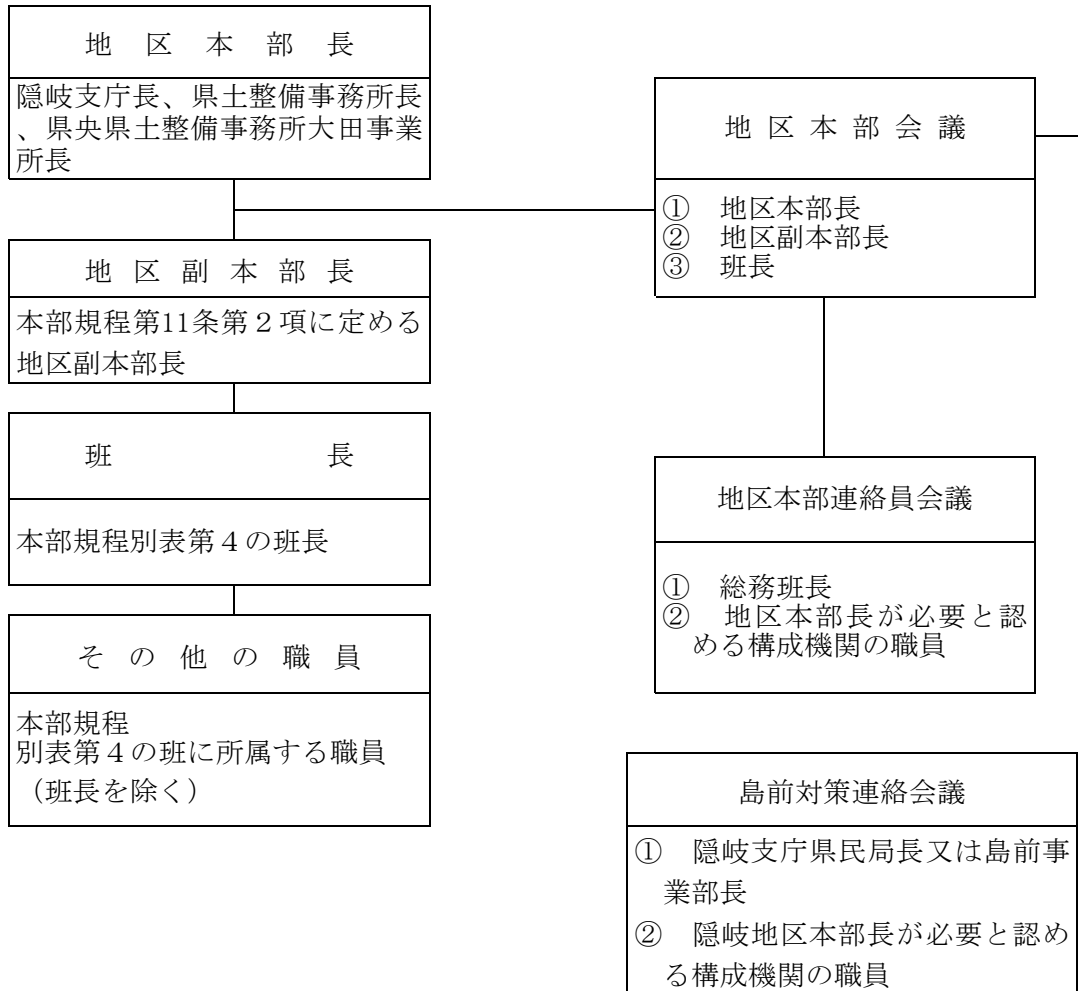 地区本部長
隠岐支庁長、県土整備事務所長
、県央県土整備事務所大田事業
所長
地区副本部長
本部規程第11条第２項に定める
地区副本部長
班長
本部規程別表第４の班長
その他の職員
本部規程
別表第４の班に所属する職員
（班長を除く）
地区本部会議
①　地区本部長
②　地区副本部長
③　班長
地区本部連絡員会議
①　総務班長
②　地区本部長が必要と認
める構成機関の職員
島前対策連絡会議
①　隠岐支庁県民局長又は島前事
業部長
②　隠岐地区本部長が必要と認め
る構成機関の職員